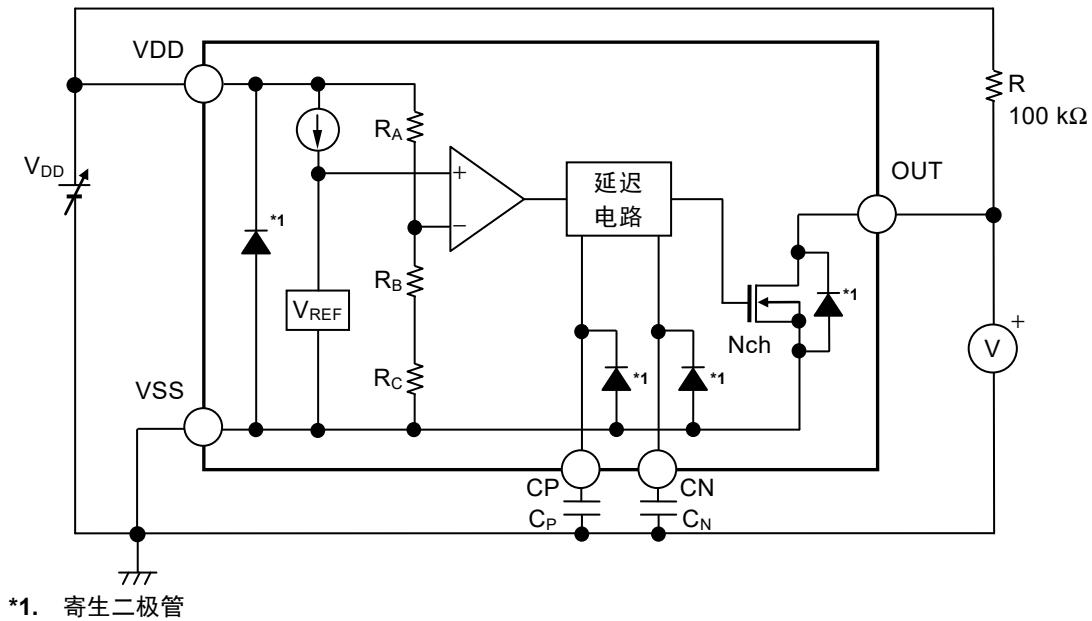 VDD
R
100 kΩ
R_A
V_DD
+
延迟
电路
OUT
*1
−
R_B
V_REF
*1
Nch
+
V
R_C
*1
*1
VSS
CP
CN
C_P
C_N
*1. 寄生二极管